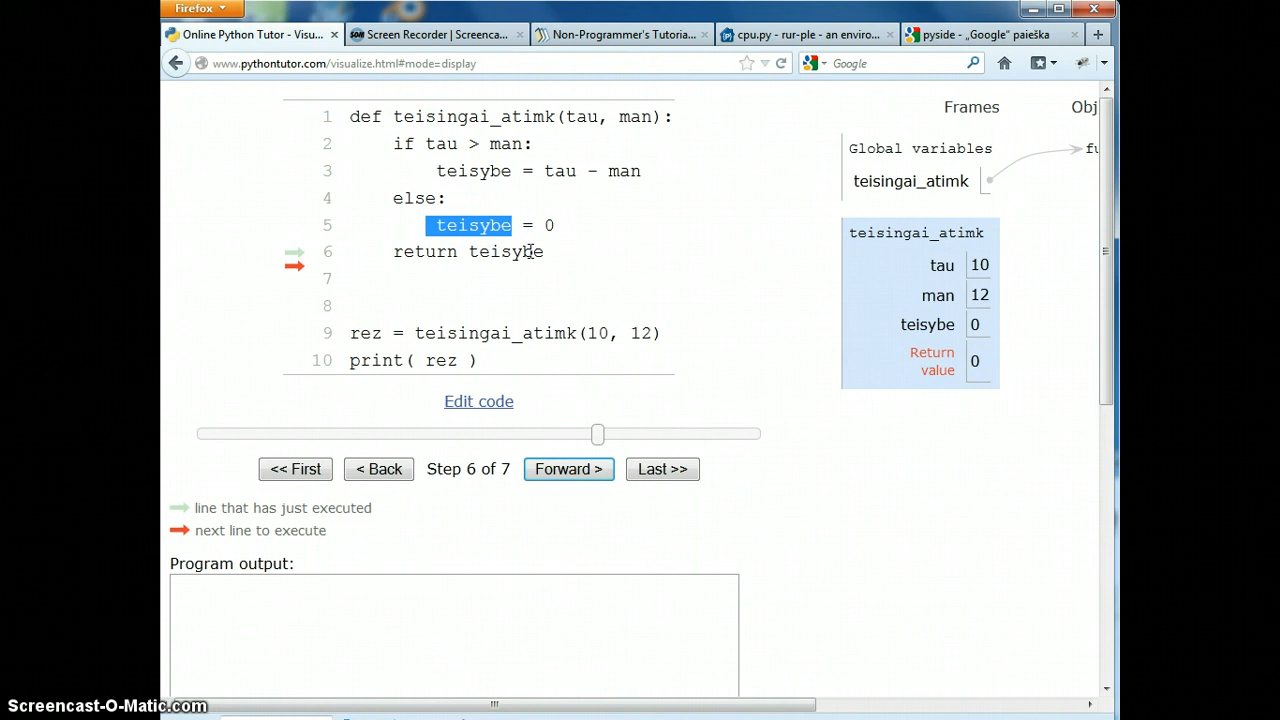 Firefox
Online Python Tutor - Visu...
Screen Recorder | Screenca...
Non-Programmer's Tutoria...
cpu.py - rur-ple - an enviro...
pyside - „Google“ paieška
www.pythontutor.com/visualize.html#mode=display
Google
1 def teisingai_atimk(tau, man):
2 if tau > man:
3 teisybe = tau - man
4 else:
5 teisybe = 0
6 return teisybe
7
8
9 rez = teisingai_atimk(10, 12)
10 print( rez )
Edit code
<< First
< Back
Step 6 of 7
Forward >
Last >>
line that has just executed
next line to execute
Program output:
Frames
Obj
Global variables
teisingai_atimk
fu
teisingai_atimk
tau 10
man 12
teisybe 0
Return
value 0
Screencast-O-Matic.com